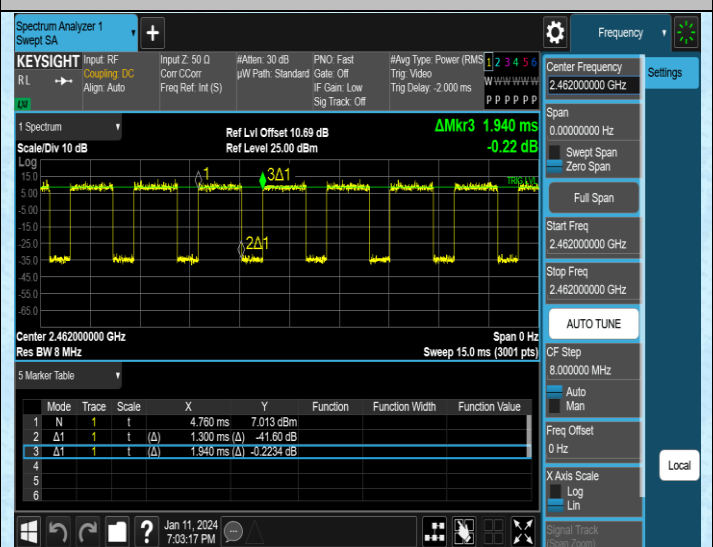 Spectrum Analyzer 1
Swept SA
+
Frequency
KEYSIGHT
RL
LXI
Input: RF
Coupling: DC
Align: Auto
Input Z: 50 Ω
Corr CCorr
Freq Ref: Int (S)
#Atten: 30 dB
µW Path: Standard
PNO: Fast
Gate: Off
IF Gain: Low
Sig Track: Off
#Avg Type: Power (RMS
Trig: Video
Trig Delay: -2.000 ms
1 2 3 4 5 6
W W W W W W
P P P P P P
1 Spectrum
Scale/Div 10 dB
Ref Lvl Offset 10.69 dB
Ref Level 25.00 dBm
ΔMkr3 1.940 ms
-0.22 dB
Log
15.0
5.00
-5.00
-15.0
-25.0
-35.0
-45.0
-55.0
-65.0
1
3Δ1
2Δ1
TRIG LVL
Center 2.462000000 GHz
Res BW 8 MHz
Span 0 Hz
Sweep 15.0 ms (3001 pts)
5 Marker Table
Mode Trace Scale X Y Function Function Width Function Value
1 N 1 t 4.760 ms 7.013 dBm
2 Δ1 1 t (Δ) 1.300 ms (Δ) -41.60 dB
3 Δ1 1 t (Δ) 1.940 ms (Δ) -0.2234 dB
4
5
6
?
Jan 11, 2024
7:03:17 PM
Center Frequency
2.462000000 GHz
Span
0.00000000 Hz
Swept Span
Zero Span
Full Span
Start Freq
2.462000000 GHz
Stop Freq
2.462000000 GHz
AUTO TUNE
CF Step
8.000000 MHz
Auto
Man
Freq Offset
0 Hz
X Axis Scale
Log
Lin
Signal Track
(Span Zoom)
Settings
Local